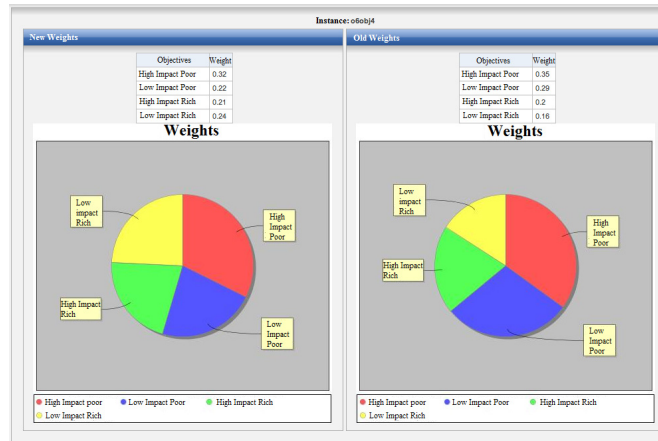 Instance: o6obj4
New Weights
Objectives Weight
High Impact Poor 0.32
Low Impact Poor 0.22
High Impact Rich 0.21
Low Impact Rich 0.24
Weights
Low
impact
Rich
High
Impact
Poor
High Impact
Rich
Low
Impact
Poor
High Impact poor Low Impact Poor High Impact Rich
Low Impact Rich
Old Weights
Objectives Weight
High Impact Poor 0.35
Low Impact Poor 0.29
High Impact Rich 0.2
Low Impact Rich 0.16
Weights
Low
impact
Rich
High
Impact
Poor
High Impact
Rich
Low
Impact
Poor
High Impact poor Low Impact Poor High Impact Rich
Low Impact Rich